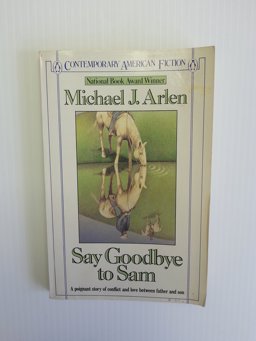 CONTEMPORARY AMERICAN FICTION
National Book Award Winner
Michael J. Arlen
Say Goodbye
to Sam
A poignant story of conflict and love between father and son